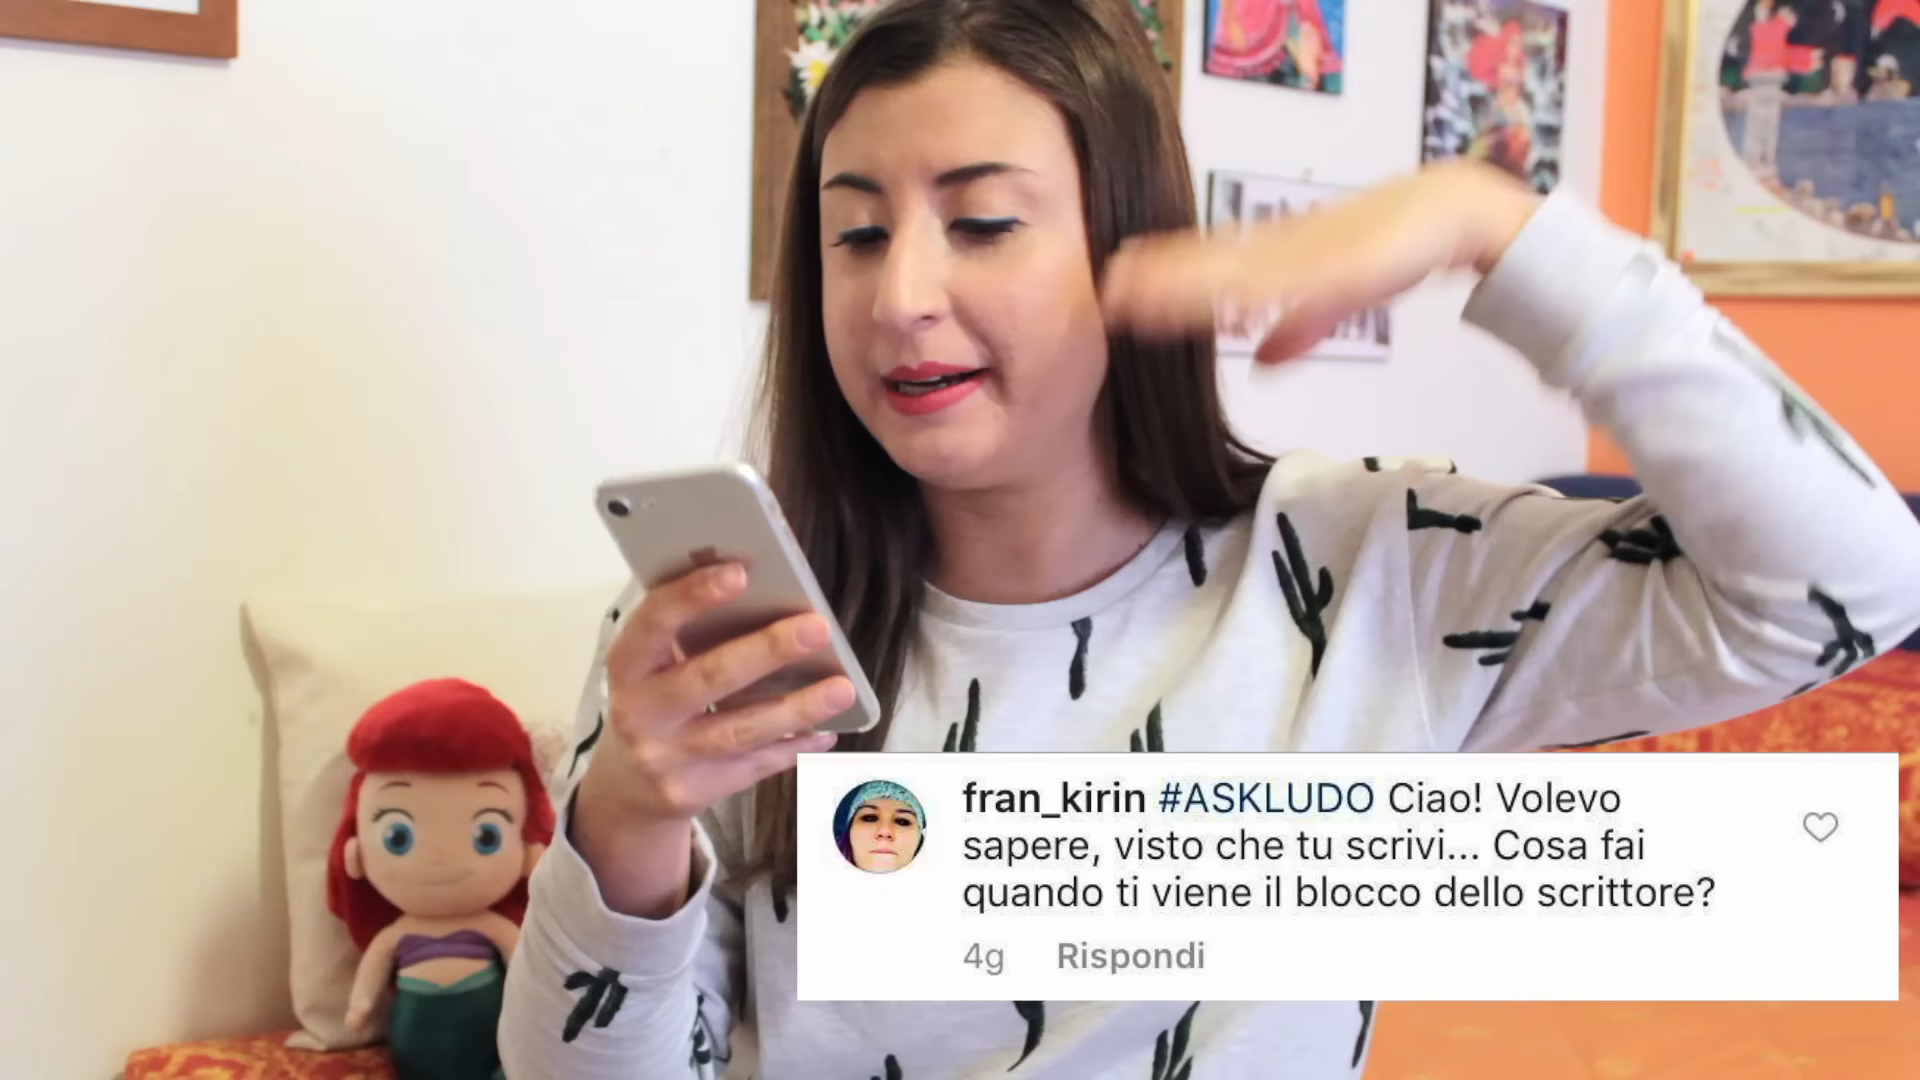 fran_kirin #ASKLUDO Ciao! Volevo
sapere, visto che tu scrivi... Cosa fai
quando ti viene il blocco dello scrittore?
4g Rispondi